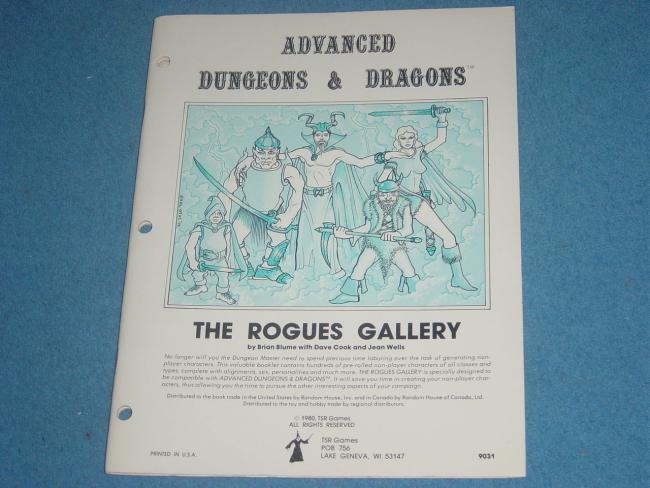 ADVANCED
DUNGEONS & DRAGONS™
THE ROGUES GALLERY
by Brian Blume with Dave Cook and Jean Wells
No longer will you the Dungeon Master need to spend precious time laboring over the task of generating non-
player characters. This valuable booklet contains hundreds of pre-rolled non-player characters of all classes and
types, complete with alignments, sex, personalities and much more. THE ROGUES GALLERY is specially designed to
be compatible with ADVANCED DUNGEONS & DRAGONS™. It will save you time in creating your non-player char-
acters, thus allowing you the time to pursue the other interesting aspects of your campaign.
Distributed to the book trade in the United States by Random House, Inc. and in Canada by Random House of Canada, Ltd.
Distributed to the toy and hobby trade by regional distributors.
© 1980, TSR Games
ALL RIGHTS RESERVED
TSR Games
POB 756
LAKE GENEVA, WI 53147
PRINTED IN U.S.A.
9031